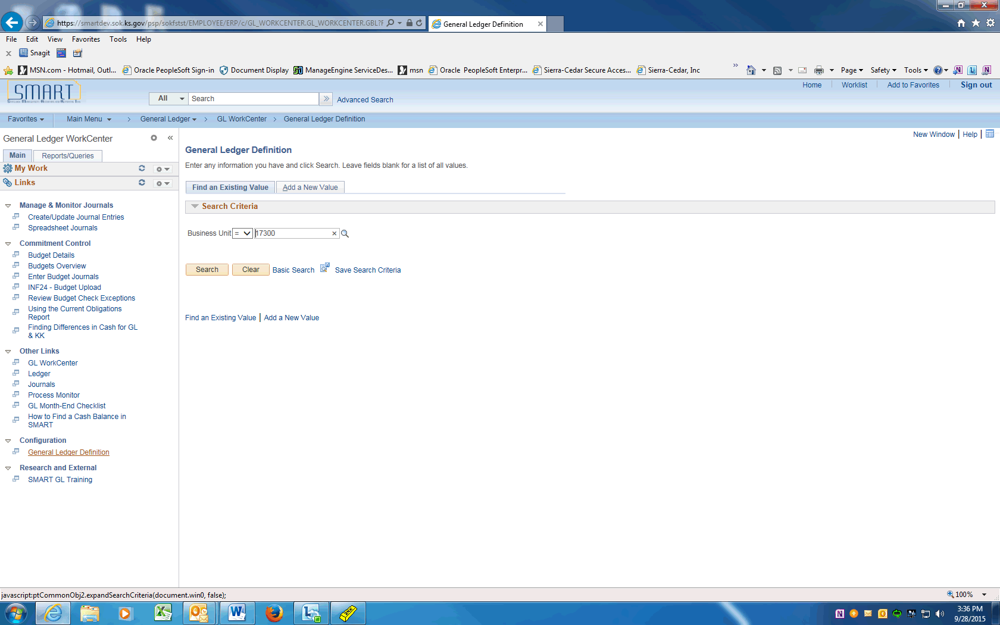 https://smartdev.sok.ks.gov/psp/sokfstst/EMPLOYEE/ERP/c/GL_WORKCENTER.GL_WORKCENTER.GBL?F
General Ledger Definition
File Edit View Favorites Tools Help
x Snagit
MSN.com - Hotmail, Outl... Oracle PeopleSoft Sign-in Document Display ManageEngine ServiceDes... msn Oracle PeopleSoft Enterpr... Sierra-Cedar Secure Acces... Sierra-Cedar, Inc » Page Safety Tools
SMART
Home Worklist Add to Favorites Sign out
All Search » Advanced Search
Favorites Main Menu > General Ledger > GL WorkCenter > General Ledger Definition
New Window | Help |
General Ledger WorkCenter «
Main Reports/Queries
My Work
Links
Manage & Monitor Journals
Create/Update Journal Entries
Spreadsheet Journals
Commitment Control
Budget Details
Budgets Overview
Enter Budget Journals
INF24 - Budget Upload
Review Budget Check Exceptions
Using the Current Obligations
Report
Finding Differences in Cash for GL
& KK
Other Links
GL WorkCenter
Ledger
Journals
Process Monitor
GL Month-End Checklist
How to Find a Cash Balance in
SMART
Configuration
General Ledger Definition
Research and External
SMART GL Training
General Ledger Definition
Enter any information you have and click Search. Leave fields blank for a list of all values.
Find an Existing Value Add a New Value
Search Criteria
Business Unit = 17300 ×
Search Clear Basic Search Save Search Criteria
Find an Existing Value | Add a New Value
javascript:ptCommonObj2.expandSearchCriteria(document.win0, false);
100%
3:36 PM
9/28/2015